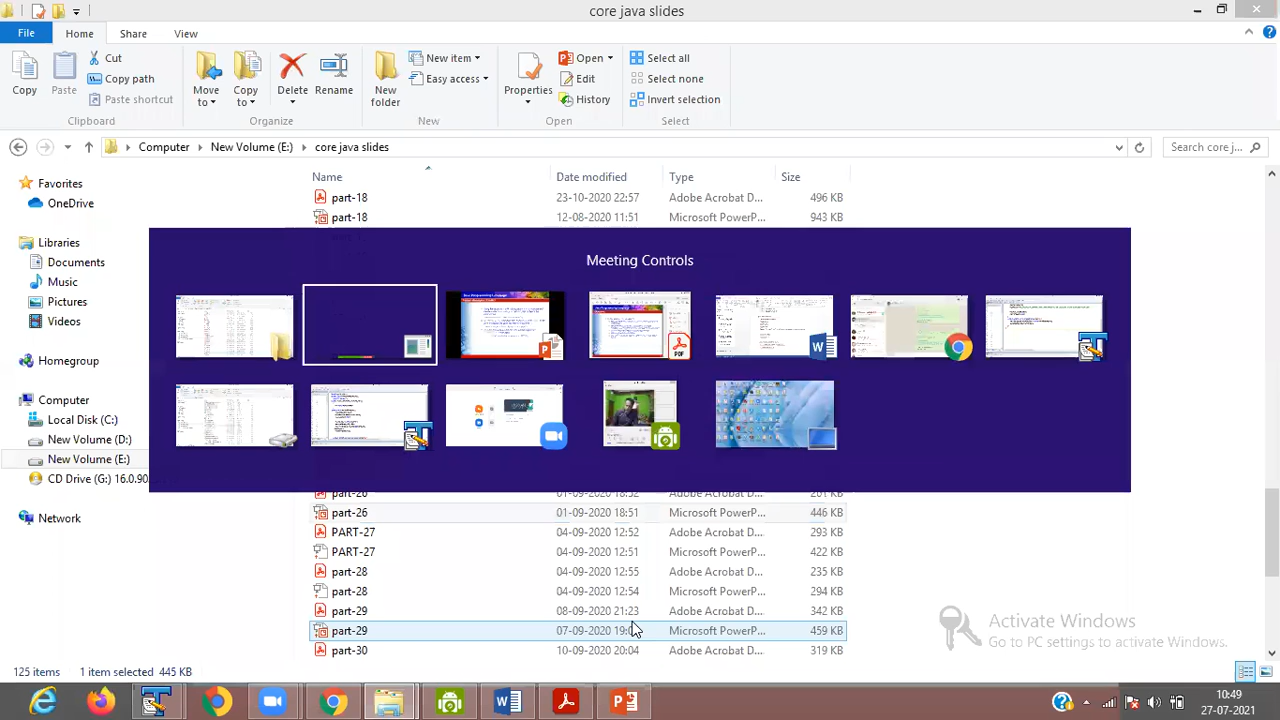 core java slides
File Home Share View
Copy
Paste
Cut
Copy path
Paste shortcut
Move to
Copy to
Delete
Rename
New folder
New item
Easy access
Properties
Open
Edit
History
Select all
Select none
Invert selection
Clipboard Organize New Open Select
Computer New Volume (E:) core java slides Search core j...
Name Date modified Type Size
part-18 23-10-2020 22:57 Adobe Acrobat D... 496 KB
part-18 12-08-2020 11:51 Microsoft PowerP... 943 KB
Meeting Controls
Favorites
OneDrive
Libraries
Documents
Music
Pictures
Videos
Homegroup
Computer
Local Disk (C:)
New Volume (D:)
New Volume (E:)
CD Drive (G:) 16.0.90
Network
part-26 01-09-2020 18:51 Microsoft PowerP... 446 KB
PART-27 04-09-2020 12:52 Adobe Acrobat D... 293 KB
PART-27 04-09-2020 12:51 Microsoft PowerP... 422 KB
part-28 04-09-2020 12:55 Adobe Acrobat D... 235 KB
part-28 04-09-2020 12:54 Microsoft PowerP... 294 KB
part-29 08-09-2020 21:23 Adobe Acrobat D... 342 KB
part-29 07-09-2020 Microsoft PowerP... 459 KB
part-30 10-09-2020 20:04 Adobe Acrobat D... 319 KB
Activate Windows
Go to PC settings to activate Windows.
125 items 1 item selected 445 KB
10:49
27-07-2021